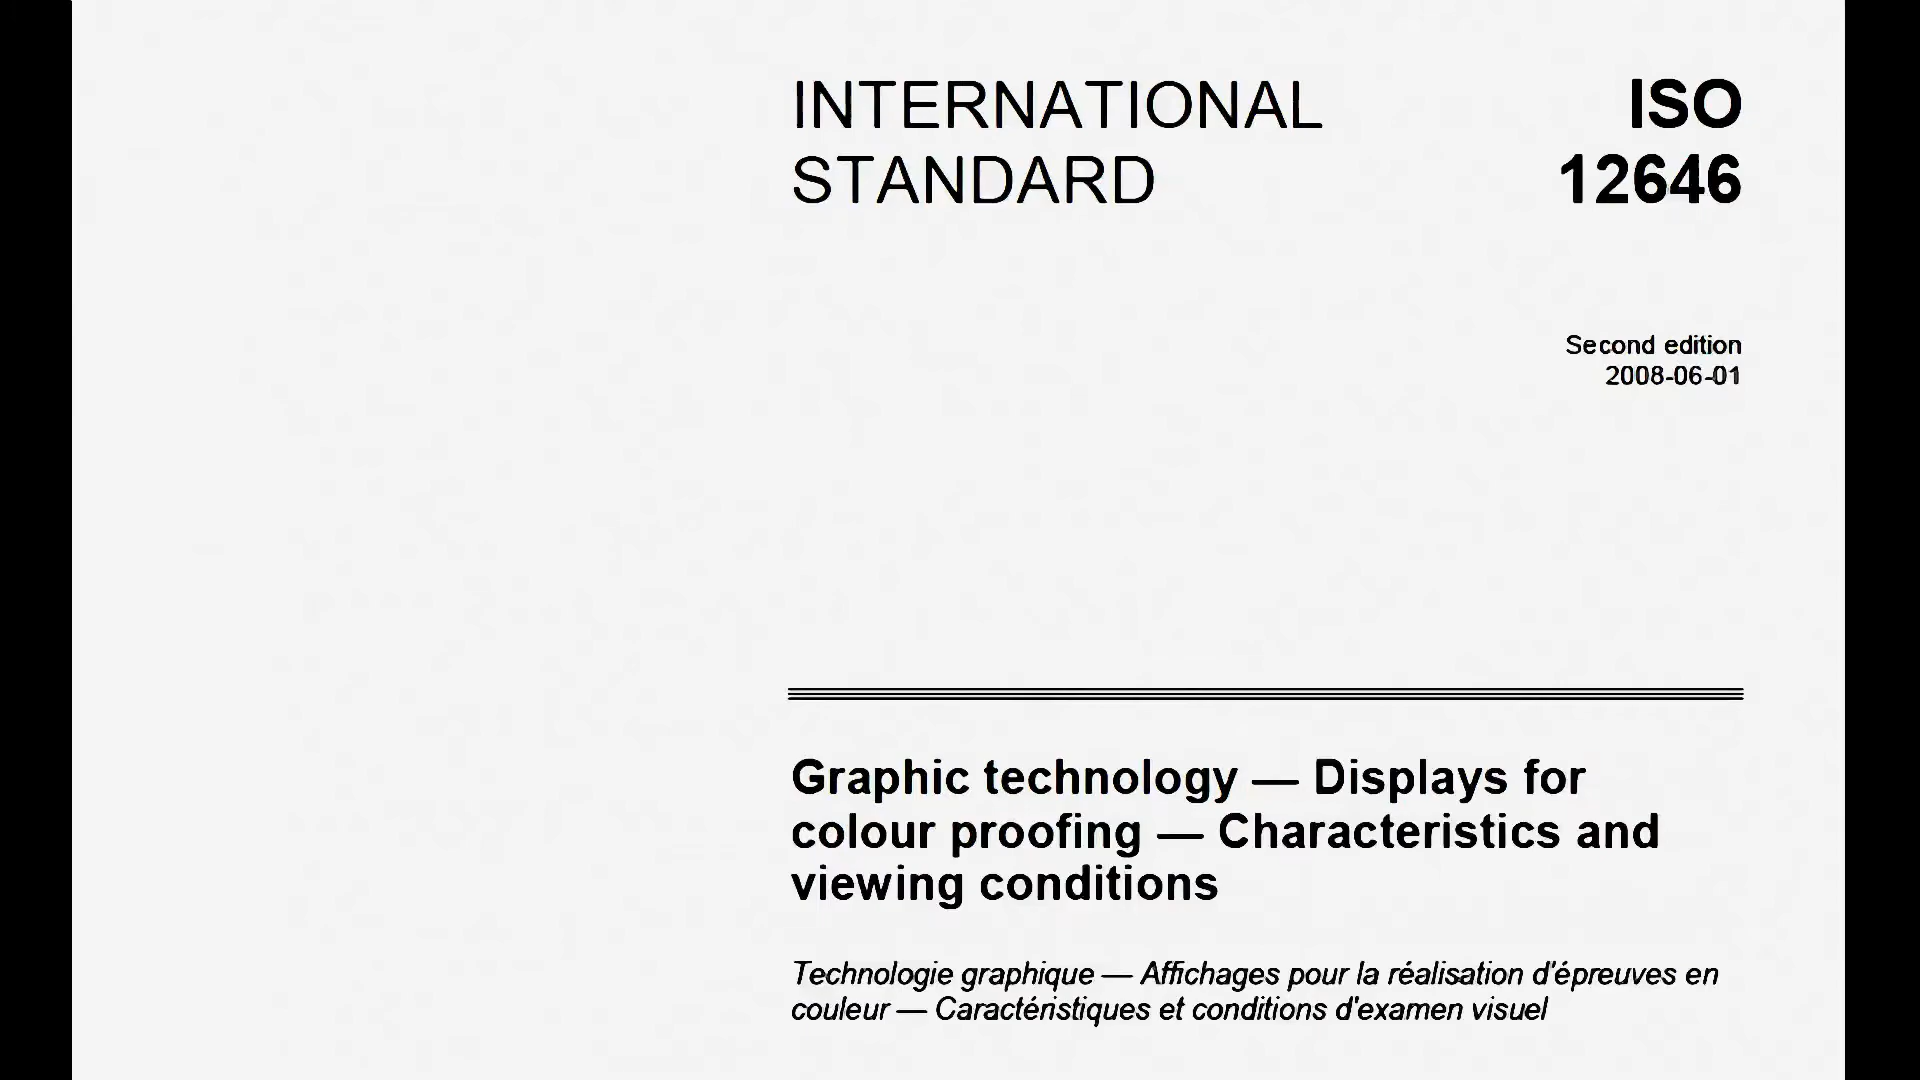 INTERNATIONAL
STANDARD
ISO
12646
Second edition
2008-06-01
Graphic technology — Displays for
colour proofing — Characteristics and
viewing conditions
Technologie graphique — Affichages pour la réalisation d'épreuves en
couleur — Caractéristiques et conditions d'examen visuel